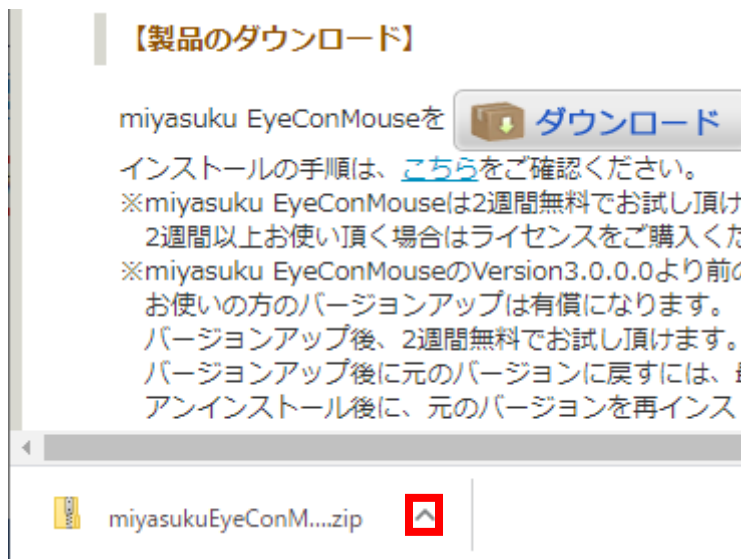 【製品のダウンロード】
miyasuku EyeConMouseを ダウンロード
インストールの手順は、こちらをご確認ください。
※miyasuku EyeConMouseは2週間無料でお試し頂け
2週間以上お使い頂く場合はライセンスをご購入くだ
※miyasuku EyeConMouseのVersion3.0.0.0より前の
お使いの方のバージョンアップは有償になります。
バージョンアップ後、2週間無料でお試し頂けます。
バージョンアップ後に元のバージョンに戻すには、
アンインストール後に、元のバージョンを再インス
miyasukuEyeConM....zip